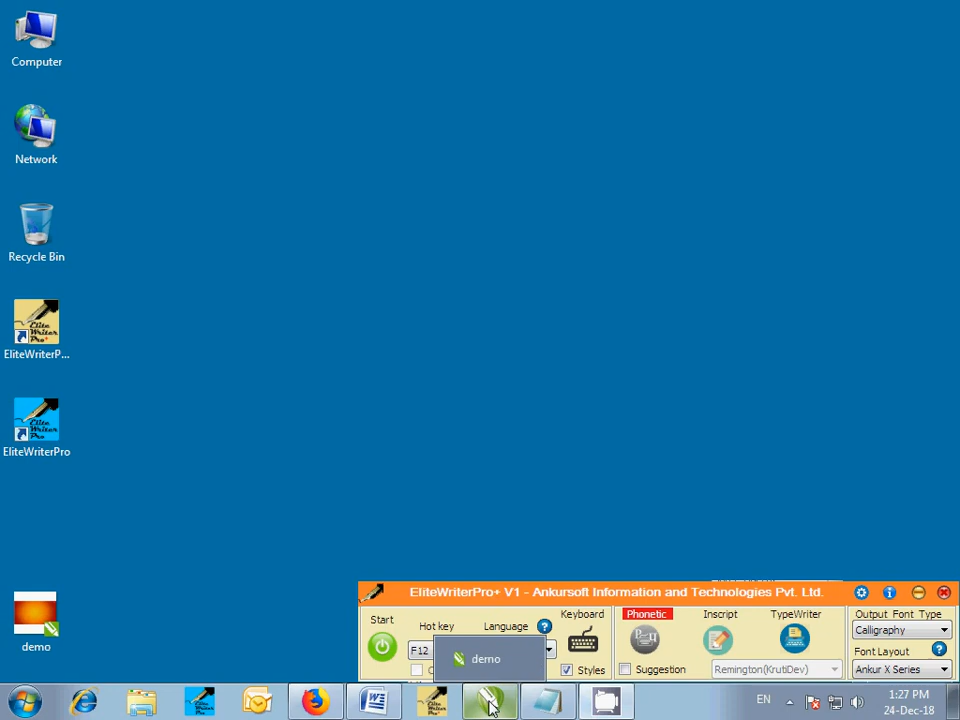 Computer
Network
Recycle Bin
EliteWriterP...
EliteWriterPro
demo
EliteWriterPro+ V1 - Ankursoft Information and Technologies Pvt. Ltd.
Start
Hot key
Language
Keyboard
Phonetic
Inscript
TypeWriter
Output Font Type
Calligraphy
F12
demo
Styles
Suggestion
Remington(KrutiDev)
Font Layout
Ankur X Series
EN
1:27 PM
24-Dec-18